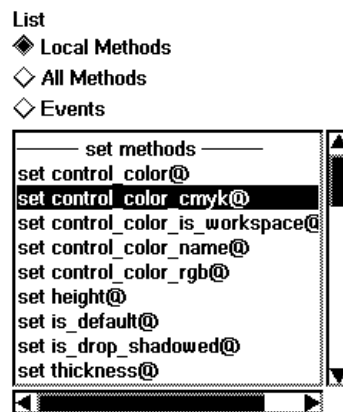 List
Local Methods
All Methods
Events
set methods
set control_color@
set control_color_cmyk@
set control_color_is_workspace@
set control_color_name@
set control_color_rgb@
set height@
set is_default@
set is_drop_shadowed@
set thickness@